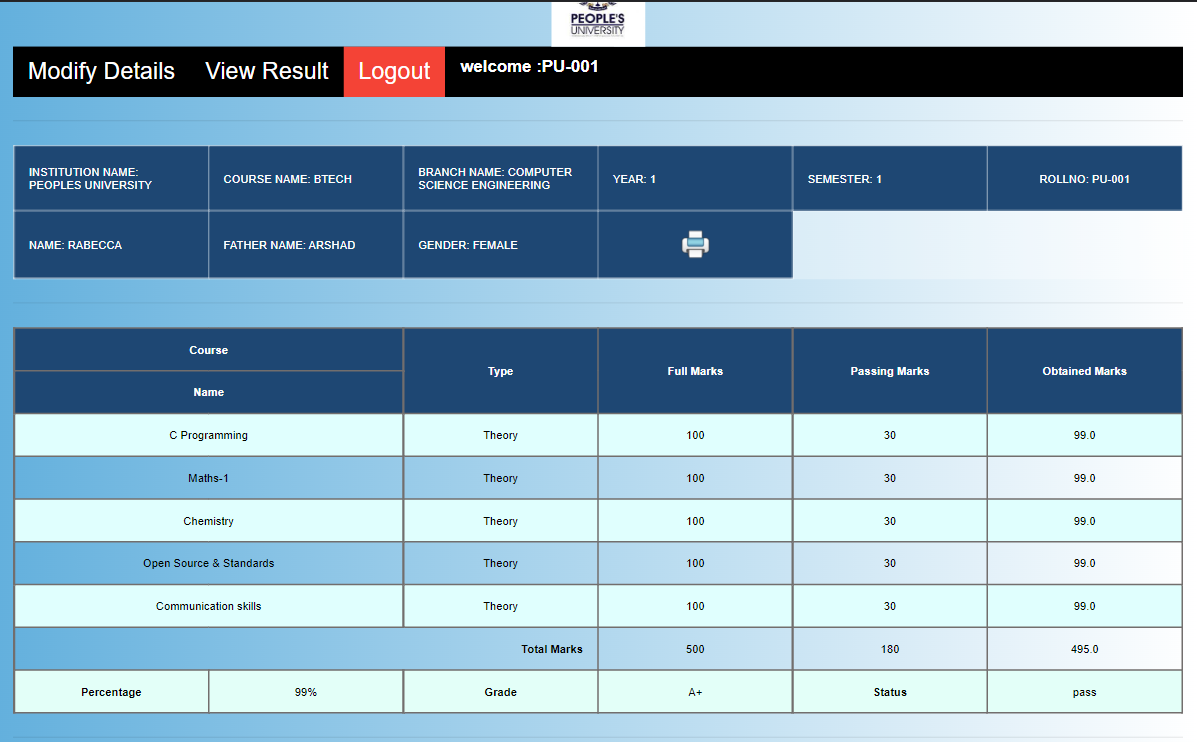 PEOPLE'S
UNIVERSITY
Modify Details View Result Logout welcome :PU-001
INSTITUTION NAME:
PEOPLES UNIVERSITY
COURSE NAME: BTECH
BRANCH NAME: COMPUTER
SCIENCE ENGINEERING
YEAR: 1
SEMESTER: 1
ROLLNO: PU-001
NAME: RABECCA
FATHER NAME: ARSHAD
GENDER: FEMALE
Course
Name
Type
Full Marks
Passing Marks
Obtained Marks
C Programming Theory 100 30 99.0
Maths-1 Theory 100 30 99.0
Chemistry Theory 100 30 99.0
Open Source & Standards Theory 100 30 99.0
Communication skills Theory 100 30 99.0
Total Marks 500 180 495.0
Percentage 99% Grade A+ Status pass